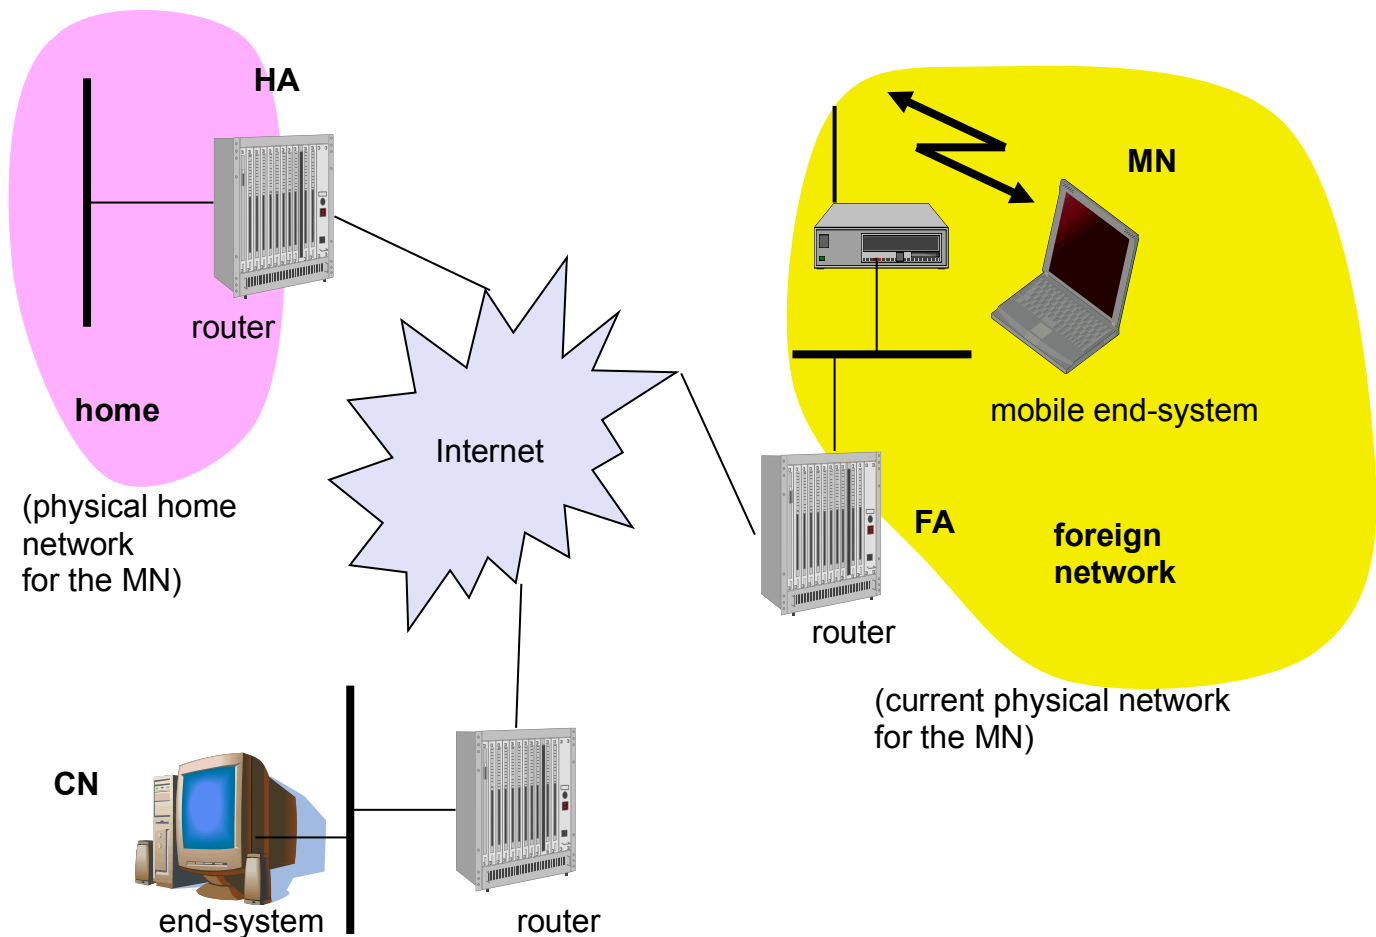 HA
router
home
(physical home
network
for the MN)
Internet
MN
mobile end-system
FA
foreign
network
router
(current physical network
for the MN)
CN
end-system
router